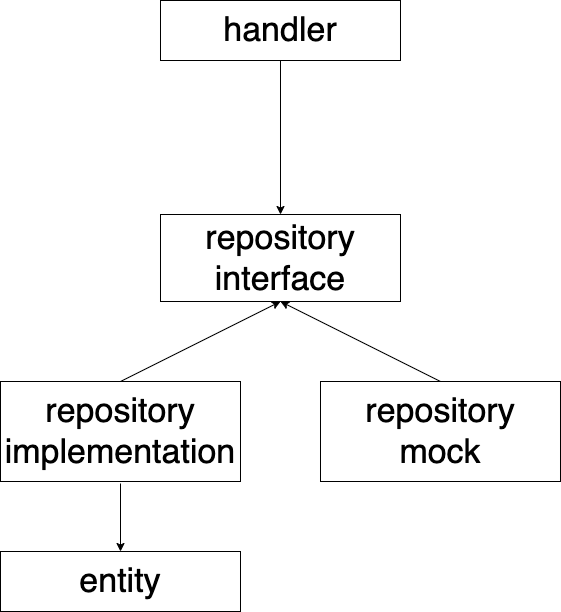 handler
repository
interface
repository
implementation
repository
mock
entity